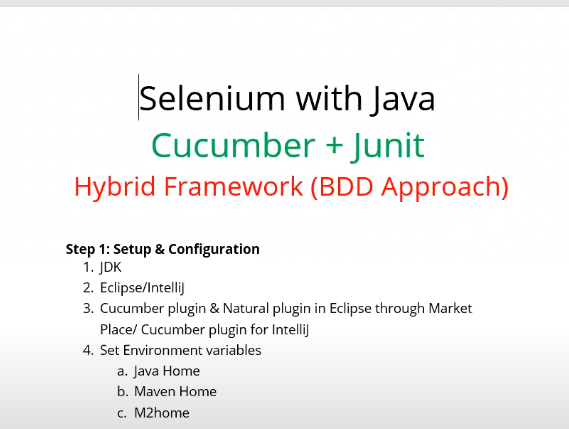 Selenium with Java
Cucumber + Junit
Hybrid Framework (BDD Approach)
Step 1: Setup & Configuration
1. JDK
2. Eclipse/IntelliJ
3. Cucumber plugin & Natural plugin in Eclipse through Market
Place/ Cucumber plugin for IntelliJ
4. Set Environment variables
a. Java Home
b. Maven Home
c. M2home